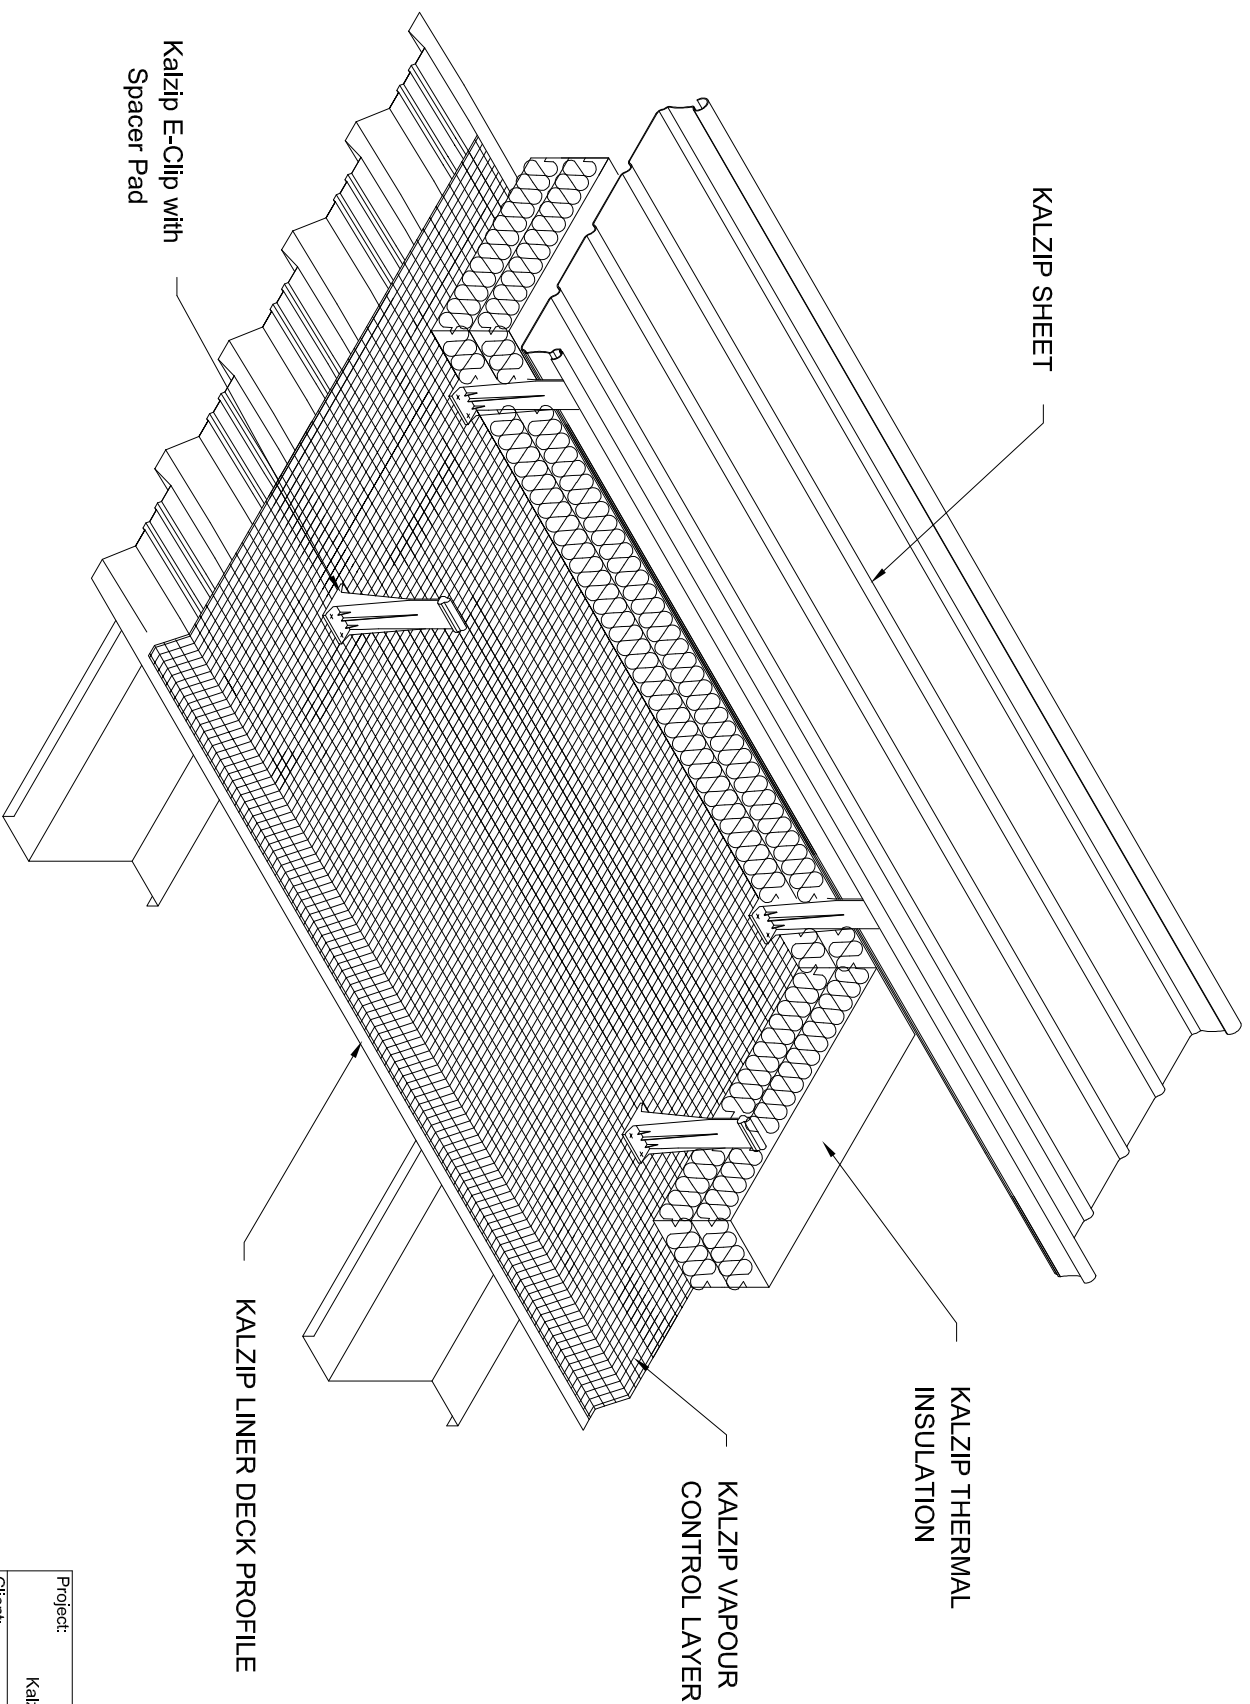 KALZIP SHEET
KALZIP THERMAL
INSULATION
KALZIP VAPOUR
CONTROL LAYER
Kalzip E-Clip with
Spacer Pad
KALZIP LINER DECK PROFILE
Project: